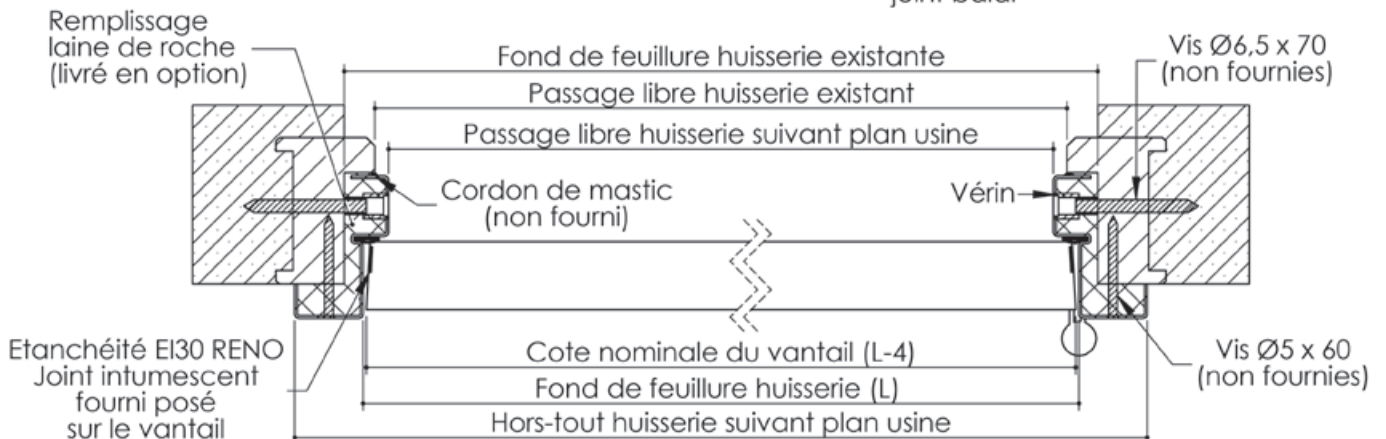 joint balai
Remplissage
laine de roche
(livré en option)
Fond de feuillure huisserie existante
Vis Ø6,5 x 70
(non fournies)
Passage libre huisserie existant
Passage libre huisserie suivant plan usine
Cordon de mastic
(non fourni)
Vérin
Etanchéité EI30 RENO
Joint intumescent
fourni posé
sur le vantail
Cote nominale du vantail (L-4)
Fond de feuillure huisserie (L)
Hors-tout huisserie suivant plan usine
Vis Ø5 x 60
(non fournies)